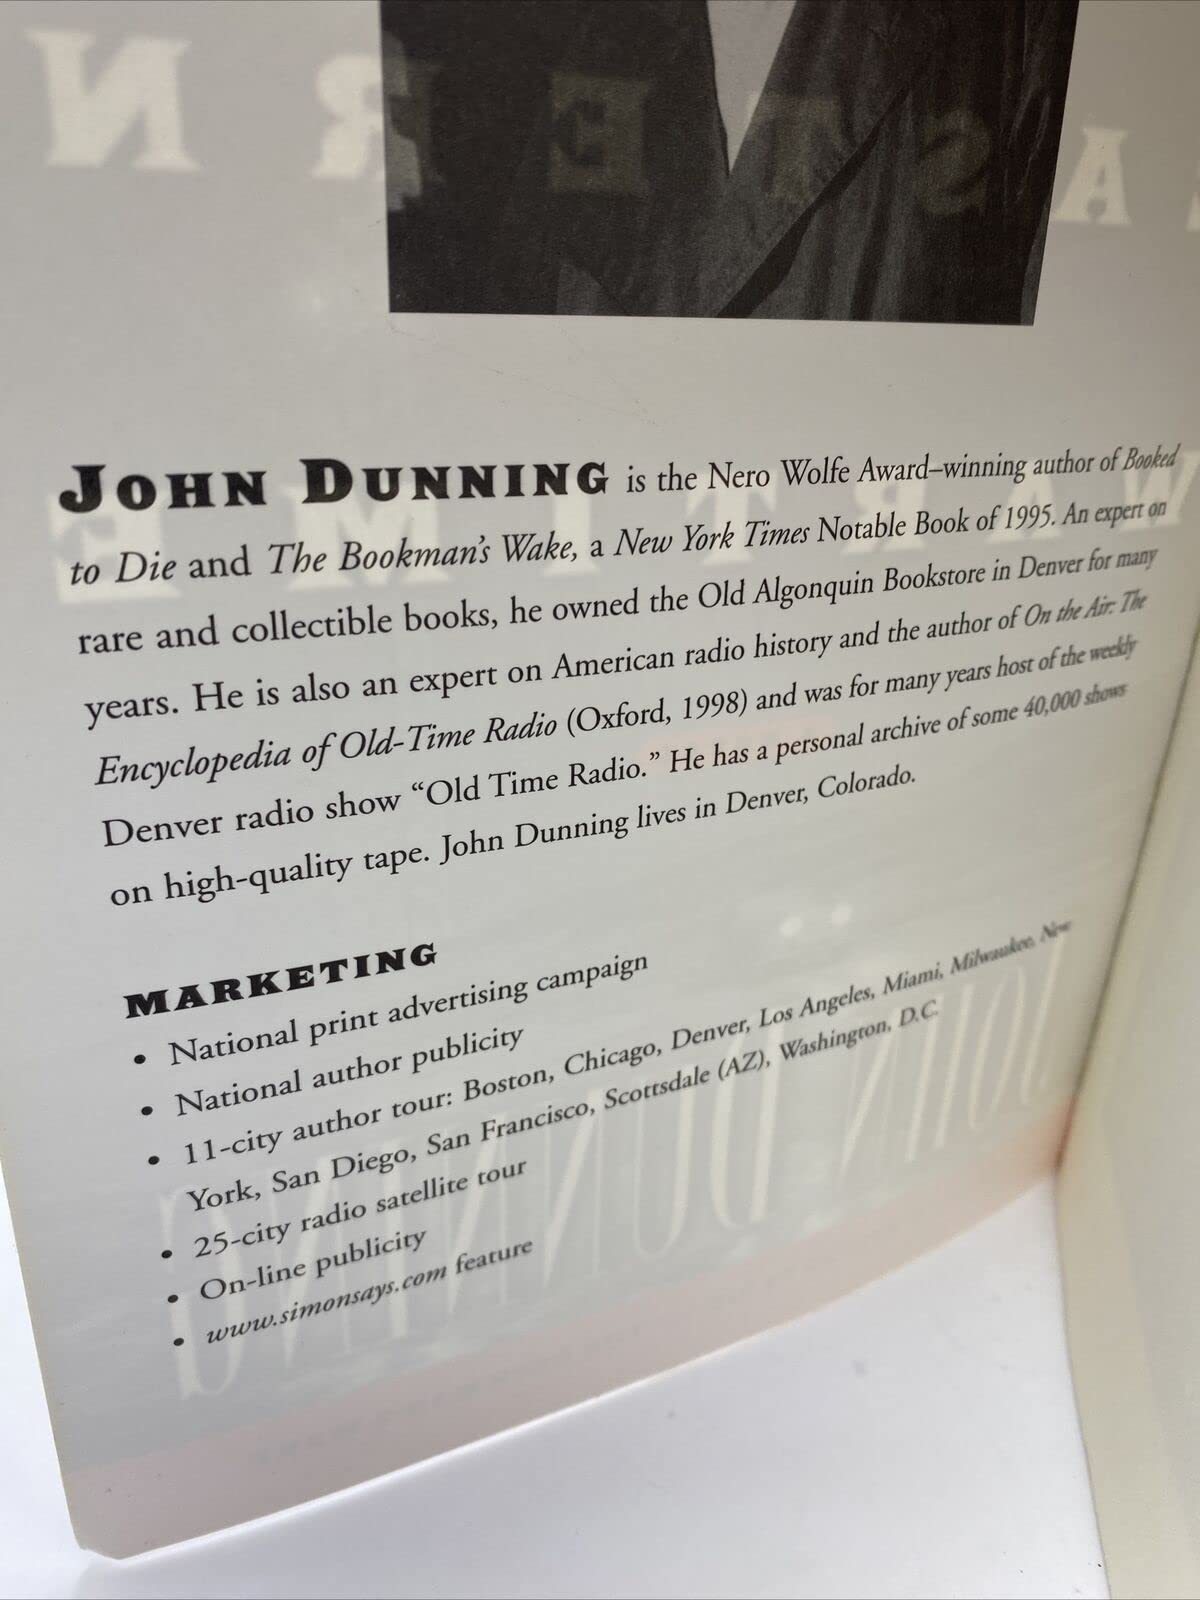 JOHN DUNNING is the Nero Wolfe Award–winning author of Booked
to Die and The Bookman's Wake, a New York Times Notable Book of 1995. An expert on
rare and collectible books, he owned the Old Algonquin Bookstore in Denver for many
years. He is also an expert on American radio history and the author of On the Air: The
Encyclopedia of Old-Time Radio (Oxford, 1998) and was for many years host of the weekly
Denver radio show “Old Time Radio.” He has a personal archive of some 40,000 shows
on high-quality tape. John Dunning lives in Denver, Colorado.
MARKETING
• National print advertising campaign
• National author publicity
• 11-city author tour: Boston, Chicago, Denver, Los Angeles, Miami, Milwaukee, New
York, San Diego, San Francisco, Scottsdale (AZ), Washington, D.C.
• 25-city radio satellite tour
• On-line publicity
• www.simonsays.com feature